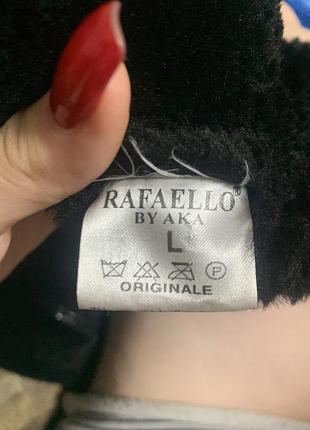 RAFAELLO®
BY AKA
L
P
ORIGINALE